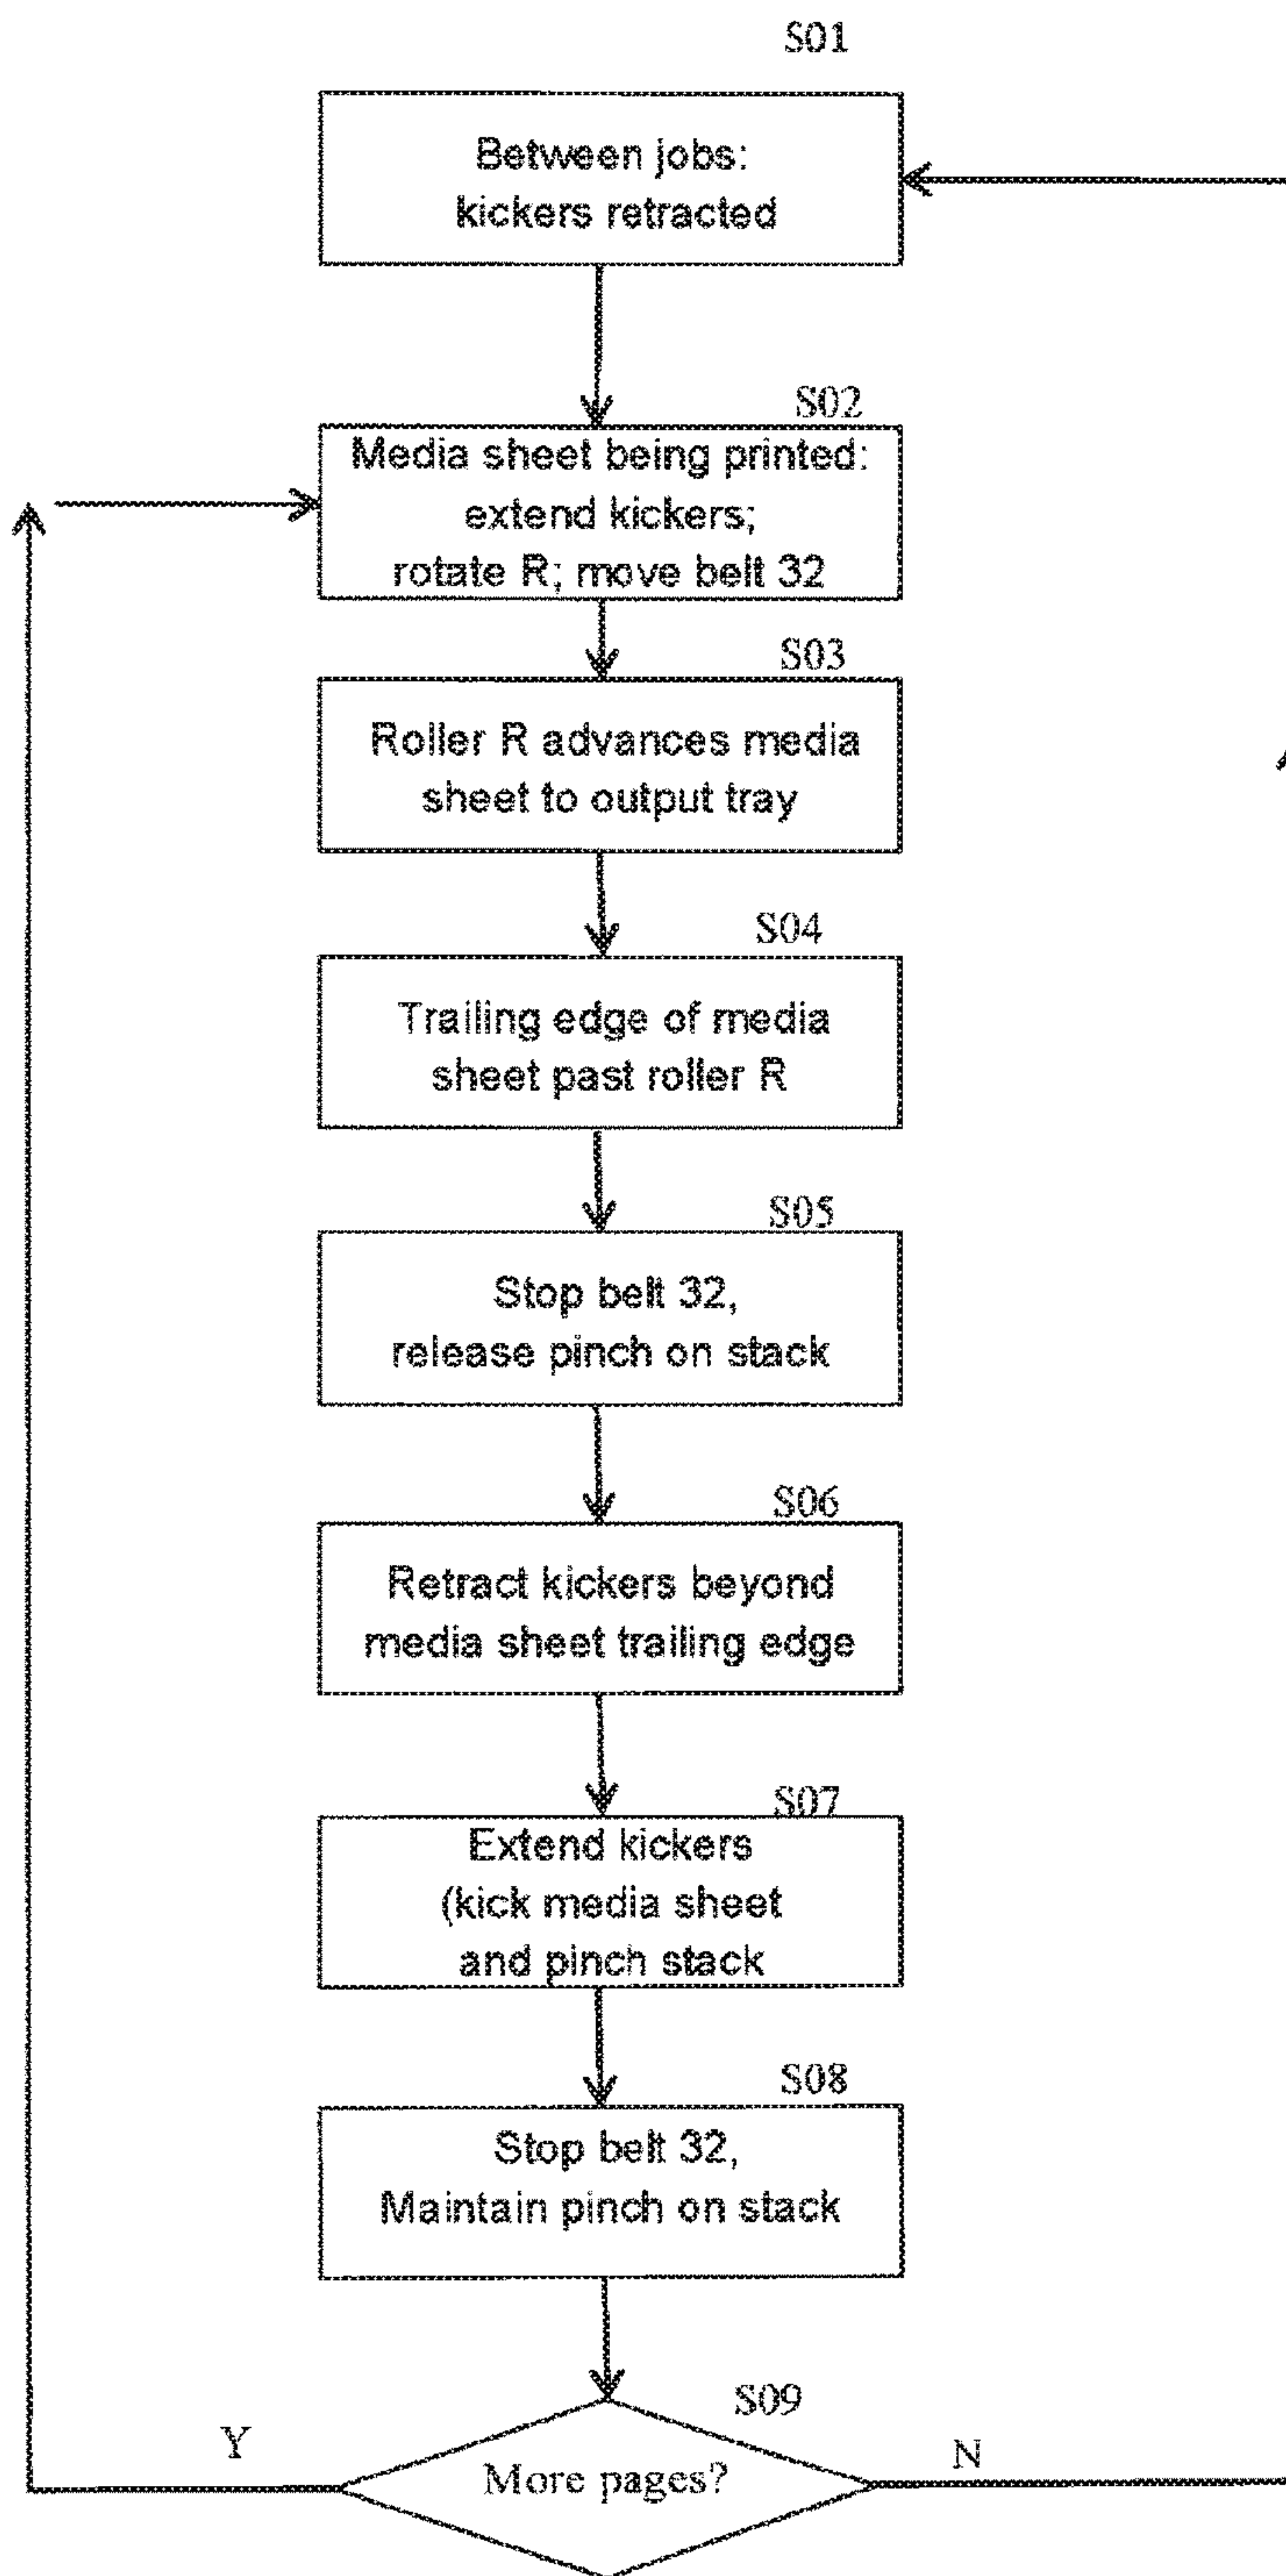 S01
Between jobs:
kickers retracted
S02
Media sheet being printed:
extend kickers;
rotate R; move belt 32
S03
Roller R advances media
sheet to output tray
S04
Trailing edge of media
sheet past roller R
S05
Stop belt 32,
release pinch on stack
S06
Retract kickers beyond
media sheet trailing edge
S07
Extend kickers
(kick media sheet
and pinch stack
S08
Stop belt 32,
Maintain pinch on stack
S09
Y
More pages?
N